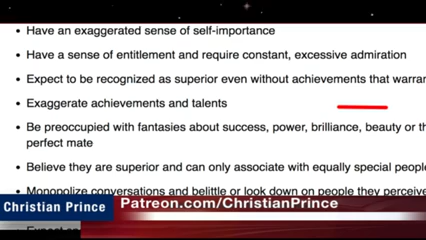 Have an exaggerated sense of self-importance
Have a sense of entitlement and require constant, excessive admiration
Expect to be recognized as superior even without achievements that warran
Exaggerate achievements and talents
Be preoccupied with fantasies about success, power, brilliance, beauty or th
perfect mate
Believe they are superior and can only associate with equally special people
Monopolize conversations and belittle or look down on people they perceive
Christian Prince
Patreon.com/ChristianPrince